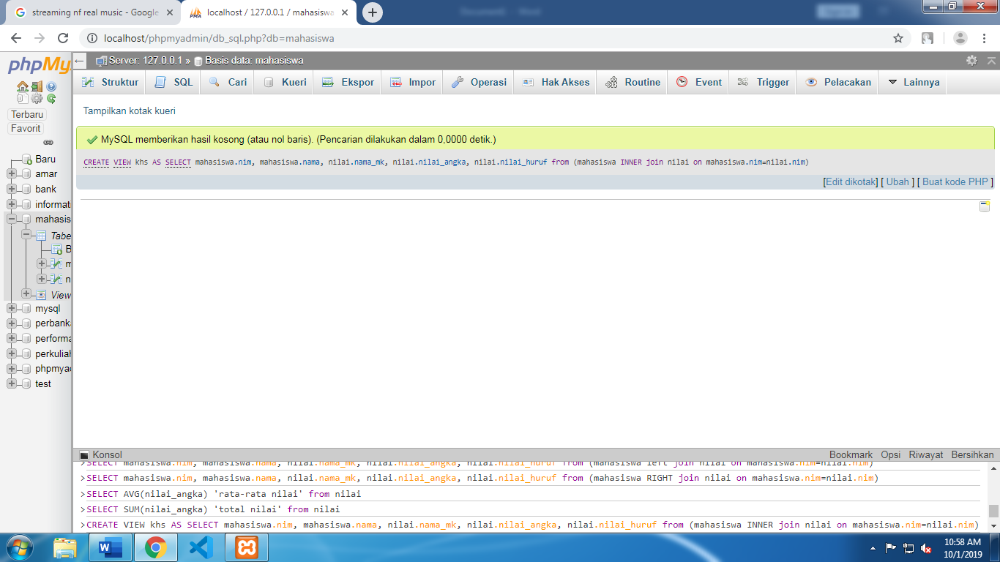 streaming nf real music - Google
localhost / 127.0.0.1 / mahasiswa
localhost/phpmyadmin/db_sql.php?db=mahasiswa
phpMy
Server: 127.0.0.1 » Basis data: mahasiswa
Struktur SQL Cari Kueri Ekspor Impor Operasi Hak Akses Routine Event Trigger Pelacakan Lainnya
Terbaru
Favorit
Baru
amar
bank
informat
mahasis
Tabe
B
m
n
View
mysql
perbanka
performa
perkuliah
phpmyad
test
Tampilkan kotak kueri
MySQL memberikan hasil kosong (atau nol baris). (Pencarian dilakukan dalam 0,0000 detik.)
CREATE VIEW khs AS SELECT mahasiswa.nim, mahasiswa.nama, nilai.nama_mk, nilai.nilai_angka, nilai.nilai_huruf from (mahasiswa INNER join nilai on mahasiswa.nim=nilai.nim)
[Edit dikotak] [ Ubah ] [ Buat kode PHP ]
Konsol Bookmark Opsi Riwayat Bersihkan
>SELECT mahasiswa.nim, mahasiswa.nama, nilai.nama_mk, nilai.nilai_angka, nilai.nilai_huruf from (mahasiswa left join nilai on mahasiswa.nim=nilai.nim)
>SELECT mahasiswa.nim, mahasiswa.nama, nilai.nama_mk, nilai.nilai_angka, nilai.nilai_huruf from (mahasiswa RIGHT join nilai on mahasiswa.nim=nilai.nim)
>SELECT AVG(nilai_angka) 'rata-rata nilai' from nilai
>SELECT SUM(nilai_angka) 'total nilai' from nilai
>CREATE VIEW khs AS SELECT mahasiswa.nim, mahasiswa.nama, nilai.nama_mk, nilai.nilai_angka, nilai.nilai_huruf from (mahasiswa INNER join nilai on mahasiswa.nim=nilai.nim)
10:58 AM
10/1/2019